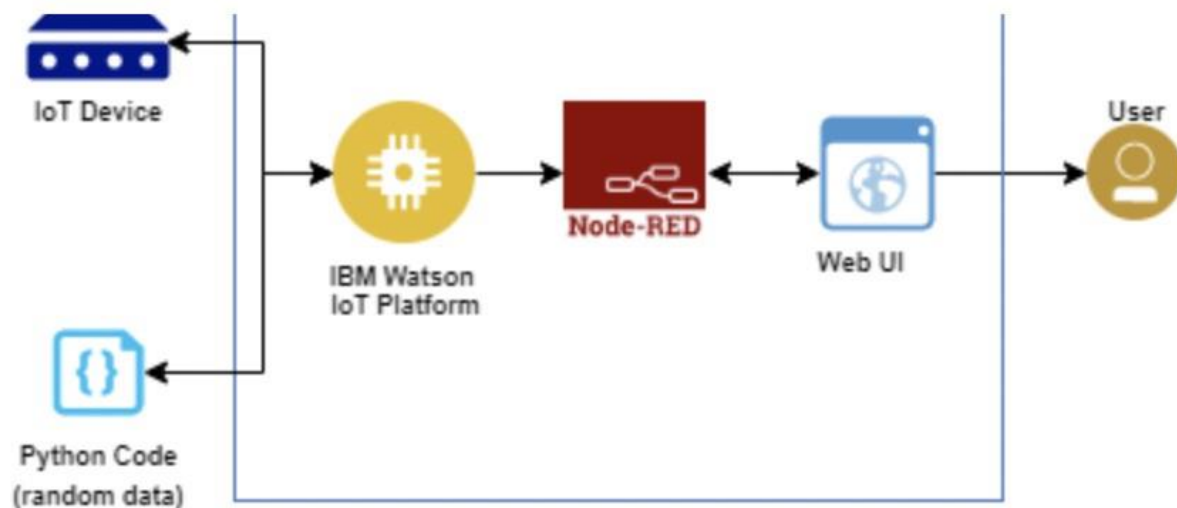 IoT Device
User
Node-RED
Web UI
IBM Watson
IoT Platform
{}
Python Code
(random data)